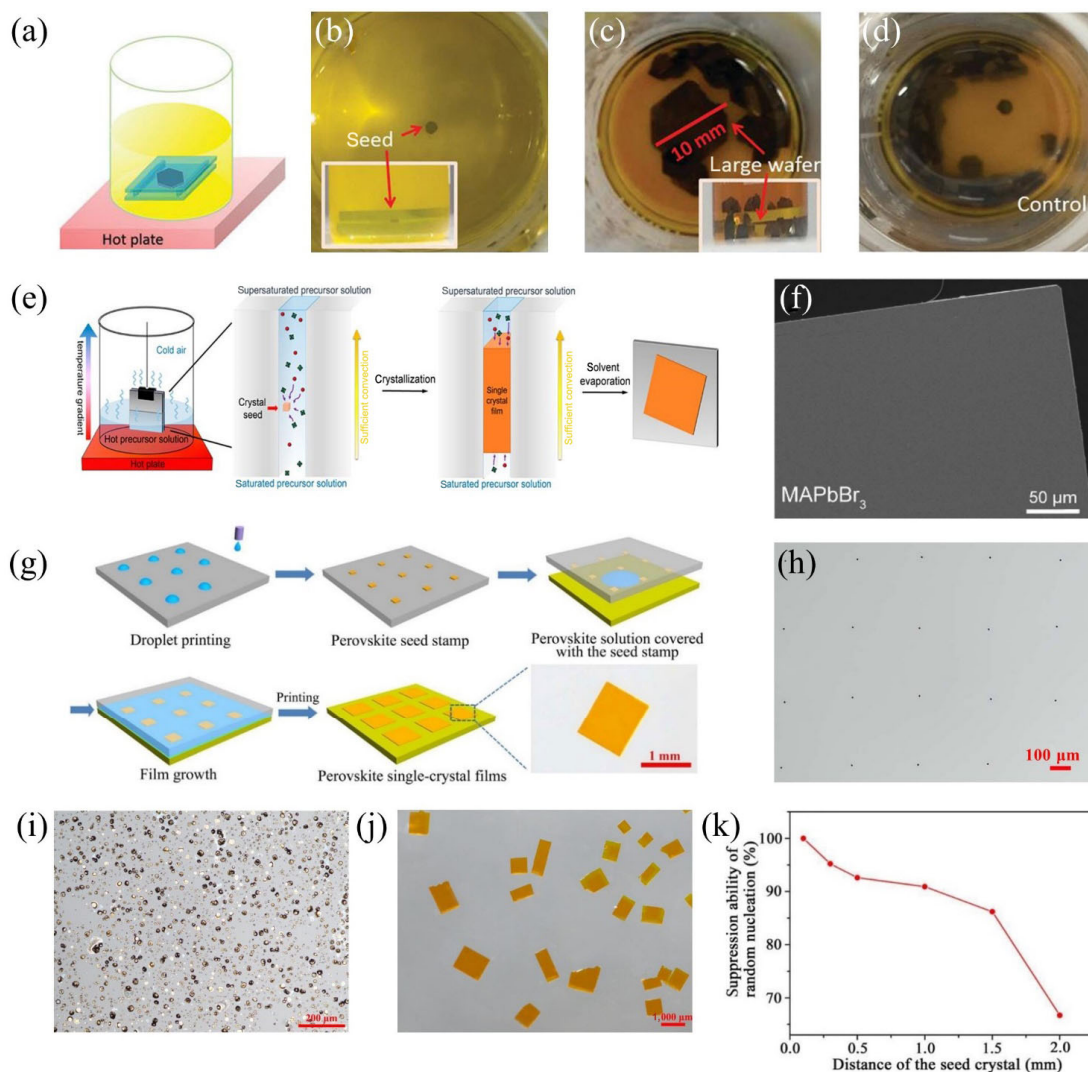 (a)
Hot plate
(b)
Seed
(c)
10 mm
Large wafer
(d)
Control
(e)
temperature gradient
Cold air
Hot precursor solution
Hot plate
Supersaturated precursor solution
Crystal
seed
Sufficient convection
Saturated precursor solution
Crystallization
Supersaturated precursor solution
Single
crystal
film
Sufficient convection
Saturated precursor solution
Solvent
evaporation
(f)
MAPbBr3
50 μm
(g)
Droplet printing
Perovskite seed stamp
Perovskite solution covered
with the seed stamp
Film growth
Printing
Perovskite single-crystal films
1 mm
(h)
100 μm
(i)
200 μm
(j)
1,000 μm
(k)
Suppression ability of
random nucleation (%)
100
90
80
70
0.0 0.5 1.0 1.5 2.0
Distance of the seed crystal (mm)